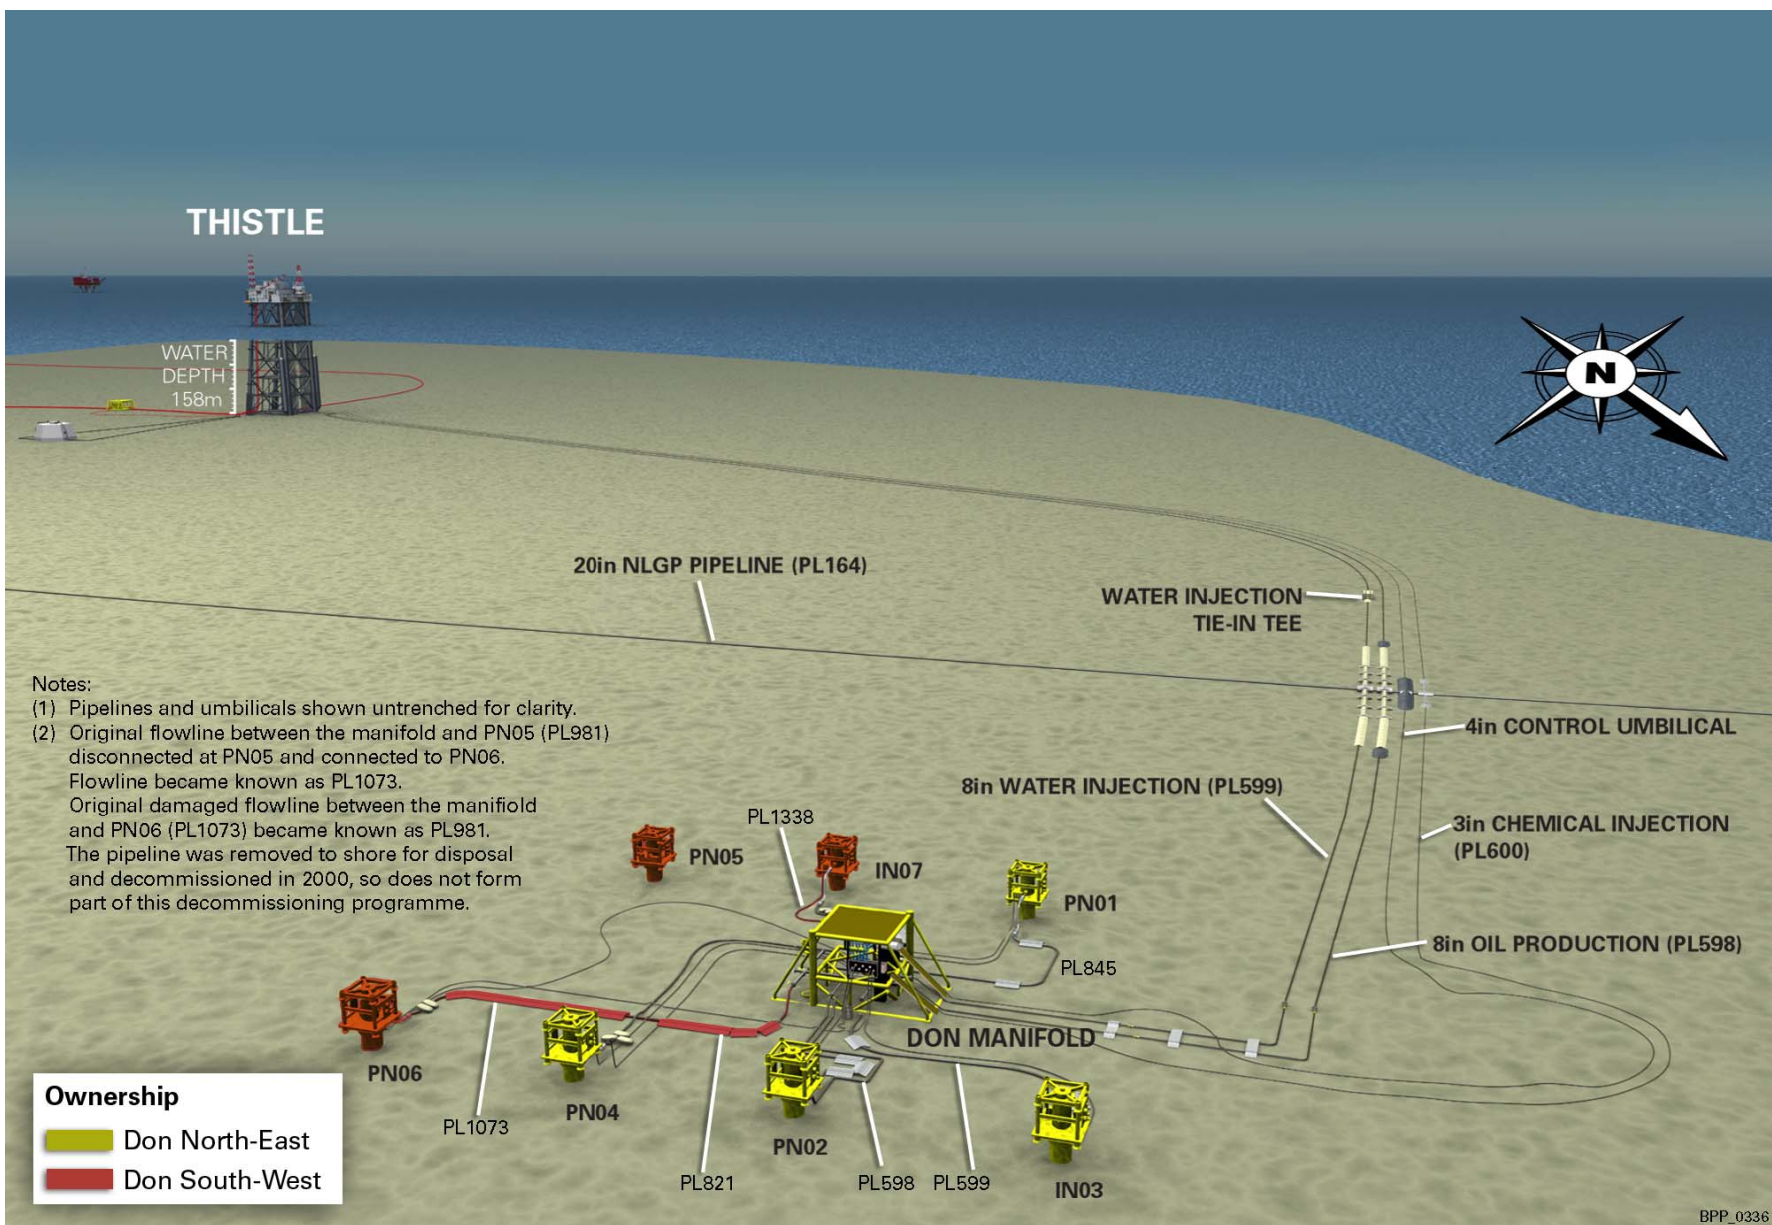 THISTLE
WATER
DEPTH
158m
N
20in NLGP PIPELINE (PL164)
WATER INJECTION
TIE-IN TEE
Notes:
(1) Pipelines and umbilicals shown untrenched for clarity.
(2) Original flowline between the manifold and PN05 (PL981)
disconnected at PN05 and connected to PN06.
Flowline became known as PL1073.
Original damaged flowline between the manifiold
and PN06 (PL1073) became known as PL981.
The pipeline was removed to shore for disposal
and decommissioned in 2000, so does not form
part of this decommissioning programme.
4in CONTROL UMBILICAL
8in WATER INJECTION (PL599)
PL1338
3in CHEMICAL INJECTION
(PL600)
PN05
IN07
PN01
8in OIL PRODUCTION (PL598)
PL845
DON MANIFOLD
PN06
PN04
PL1073
PN02
PL821
PL598
PL599
IN03
Ownership
Don North-East
Don South-West
BPP_0336